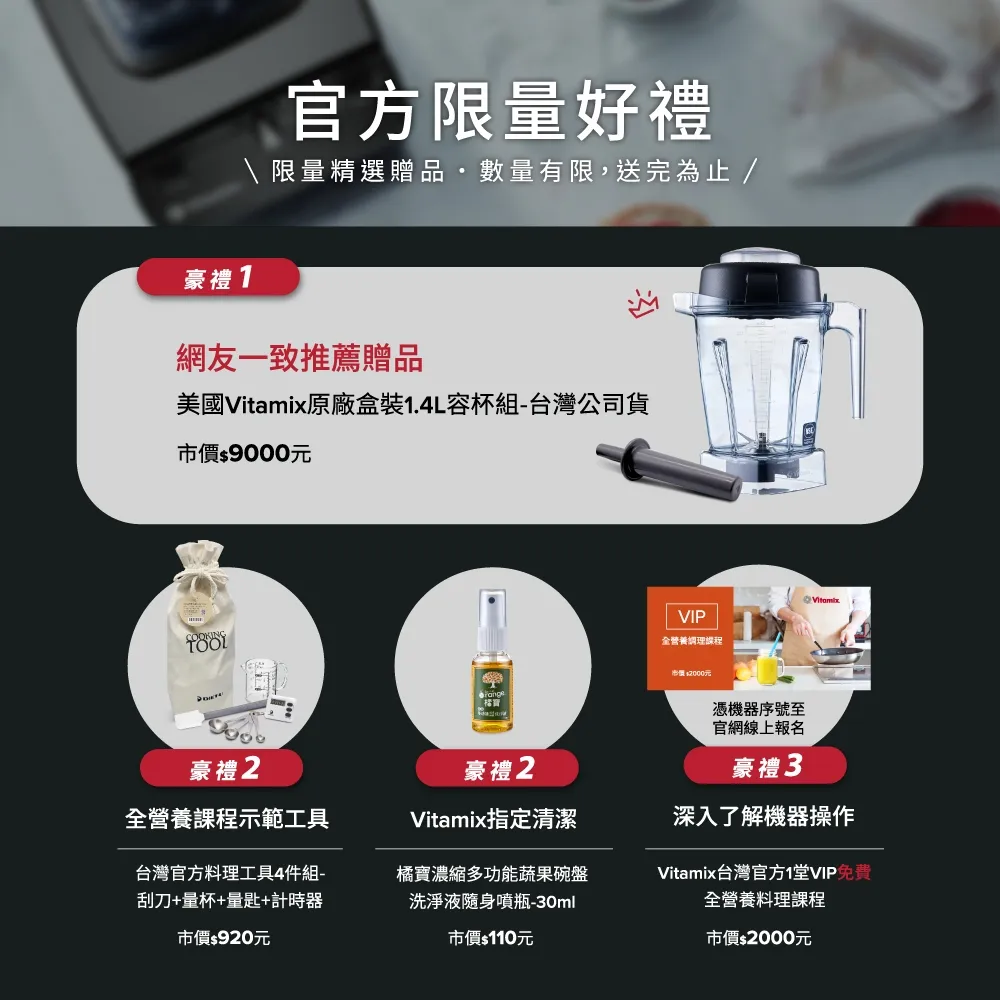 官方限量好禮
\ 限量精選贈品・數量有限，送完為止 /
豪禮1
網友一致推薦贈品
美國Vitamix原廠盒裝1.4L容杯組-台灣公司貨
市價$9000元
COOKING
TOOL
orange
橘寶
VIP
全營養調理課程
市價$2000元
Vitamix
憑機器序號至
官網線上報名
豪禮2
全營養課程示範工具
台灣官方料理工具4件組-
刮刀+量杯+量匙+計時器
市價$920元
豪禮2
Vitamix指定清潔
橘寶濃縮多功能蔬果碗盤
洗淨液隨身噴瓶-30ml
市價$110元
豪禮3
深入了解機器操作
Vitamix台灣官方1堂VIP免費
全營養料理課程
市價$2000元